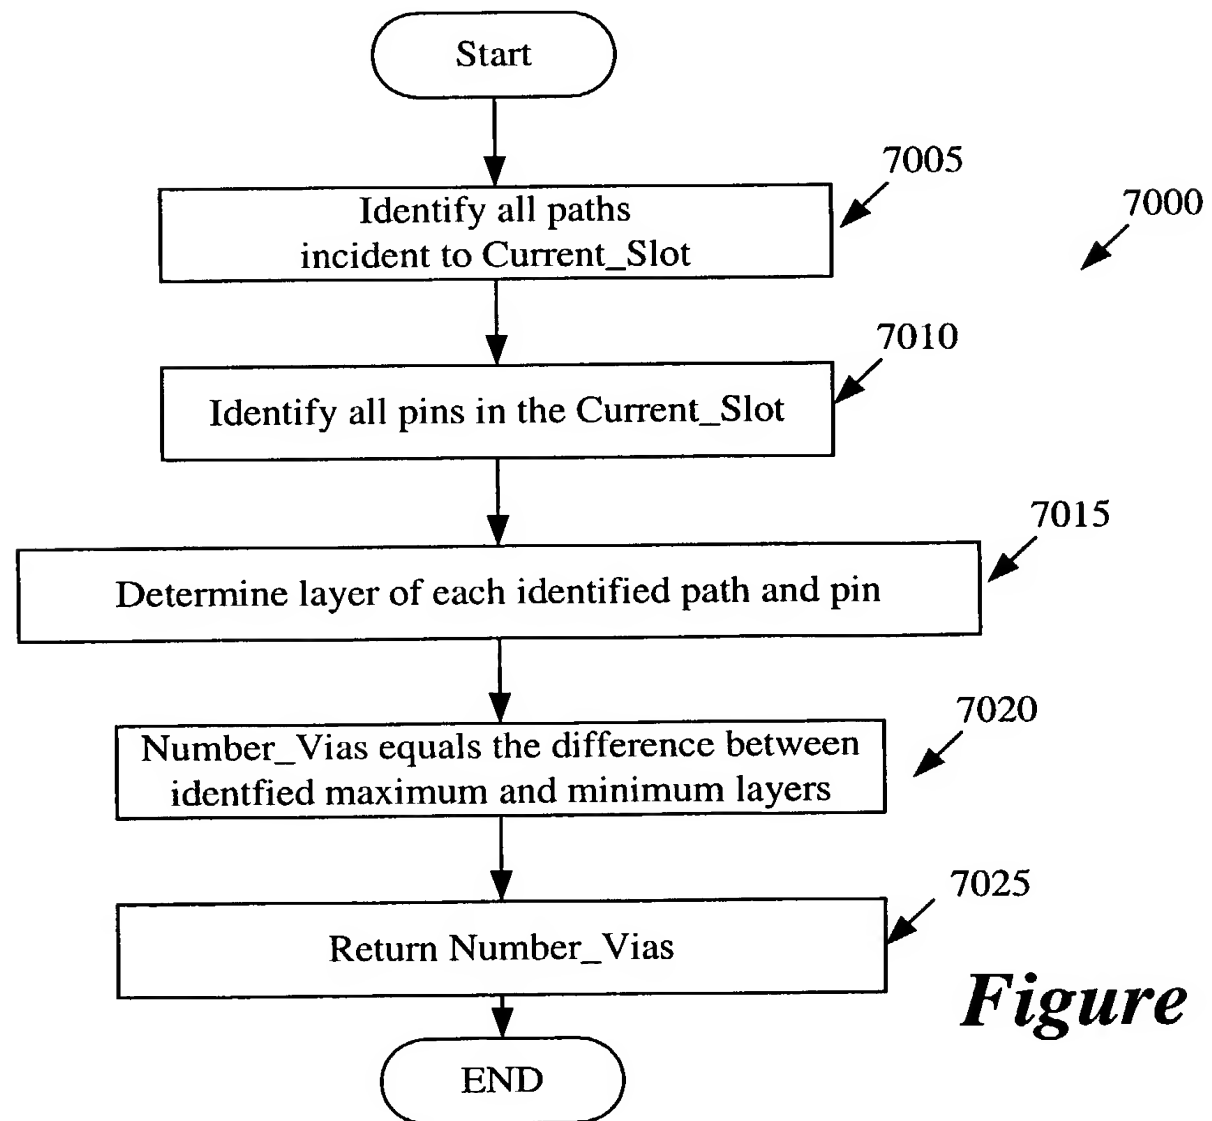 Start
7005
Identify all paths
incident to Current_Slot
7000
7010
Identify all pins in the Current_Slot
7015
Determine layer of each identified path and pin
7020
Number_Vias equals the difference between
identfied maximum and minimum layers
7025
Return Number_Vias
Figure
END